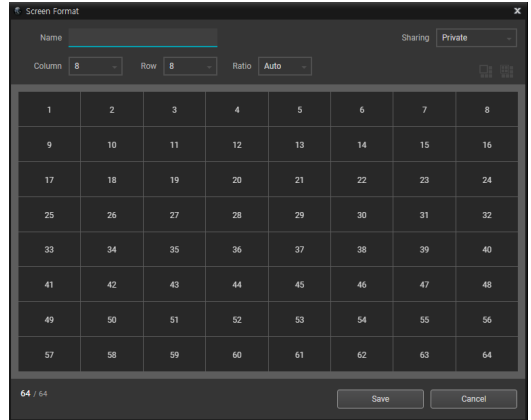 Screen Format x
Name Sharing Private
Column 8 Row 8 Ratio Auto
1 2 3 4 5 6 7 8
9 10 11 12 13 14 15 16
17 18 19 20 21 22 23 24
25 26 27 28 29 30 31 32
33 34 35 36 37 38 39 40
41 42 43 44 45 46 47 48
49 50 51 52 53 54 55 56
57 58 59 60 61 62 63 64
64 / 64 Save Cancel